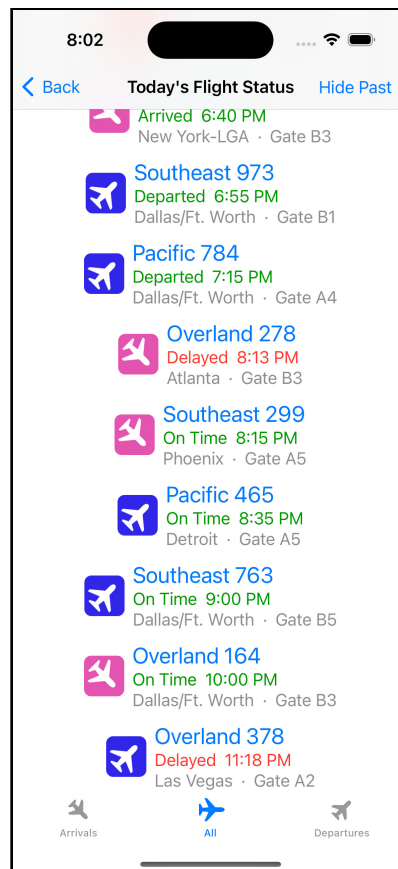 8:02
Back Today's Flight Status Hide Past
Arrived 6:40 PM
New York-LGA · Gate B3
Southeast 973
Departed 6:55 PM
Dallas/Ft. Worth · Gate B1
Pacific 784
Departed 7:15 PM
Dallas/Ft. Worth · Gate A4
Overland 278
Delayed 8:13 PM
Atlanta · Gate B3
Southeast 299
On Time 8:15 PM
Phoenix · Gate A5
Pacific 465
On Time 8:35 PM
Detroit · Gate A5
Southeast 763
On Time 9:00 PM
Dallas/Ft. Worth · Gate B5
Overland 164
On Time 10:00 PM
Dallas/Ft. Worth · Gate B3
Overland 378
Delayed 11:18 PM
Las Vegas · Gate A2
Arrivals All Departures